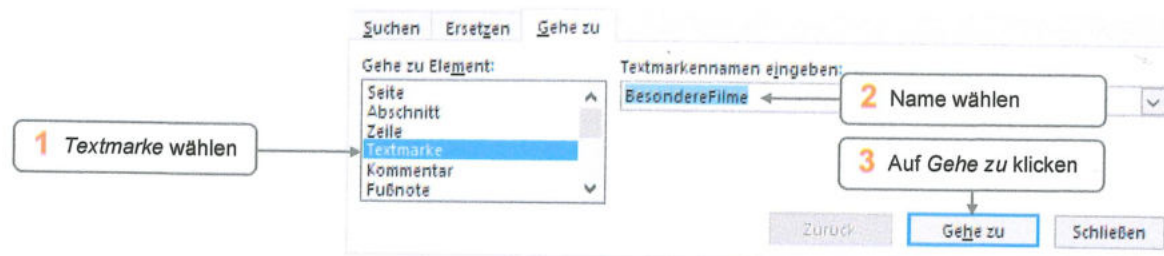 Suchen Ersetzen Gehe zu
Gehe zu Element:
Textmarkennamen eingeben:
Seite
Abschnitt
Zeile
Textmarke
Kommentar
Fußnote
BesondereFilme
1 Textmarke wählen
2 Name wählen
3 Auf Gehe zu klicken
Zurück Gehe zu Schließen